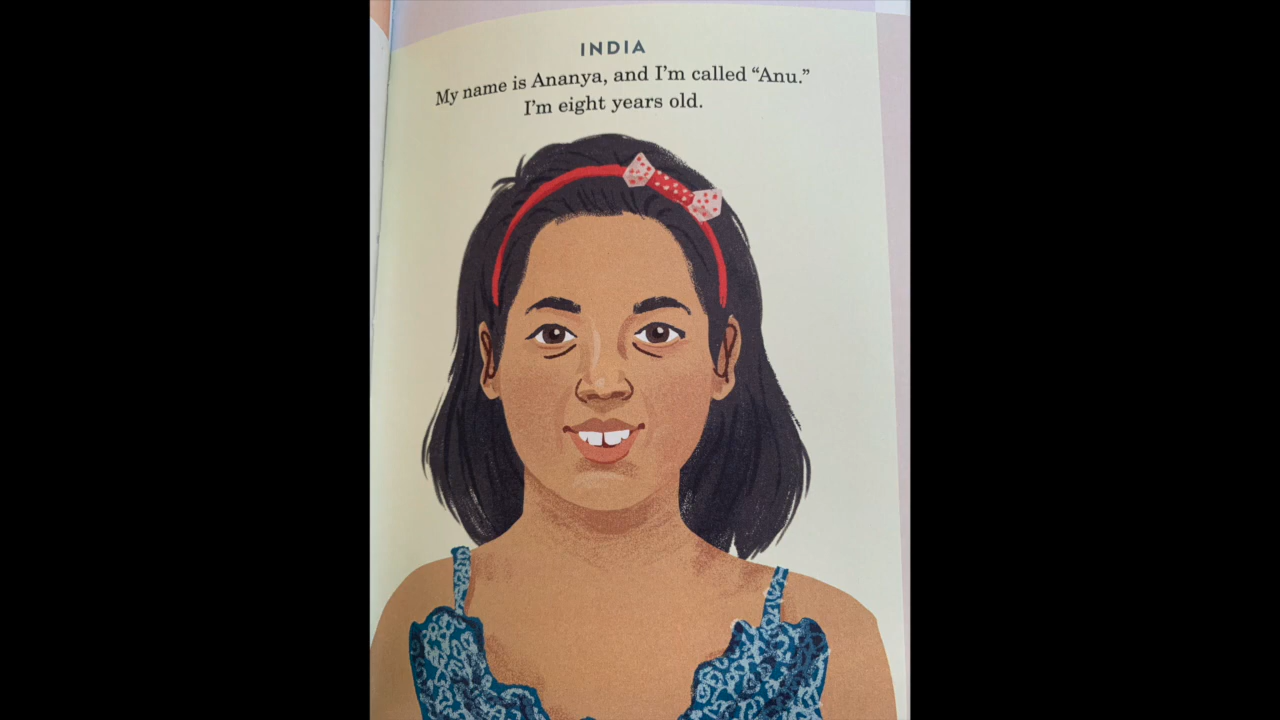 INDIA
My name is Ananya, and I'm called “Anu.”
I'm eight years old.